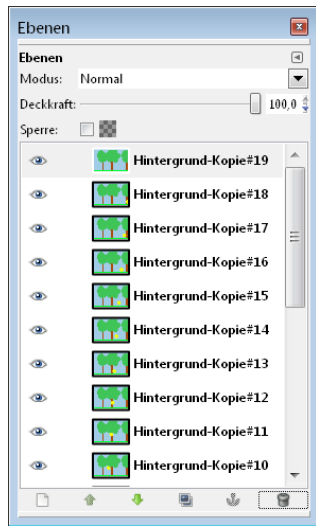 Ebenen
Ebenen
Modus: Normal
Deckkraft: 100,0
Sperre:
Hintergrund-Kopie#19
Hintergrund-Kopie#18
Hintergrund-Kopie#17
Hintergrund-Kopie#16
Hintergrund-Kopie#15
Hintergrund-Kopie#14
Hintergrund-Kopie#13
Hintergrund-Kopie#12
Hintergrund-Kopie#11
Hintergrund-Kopie#10